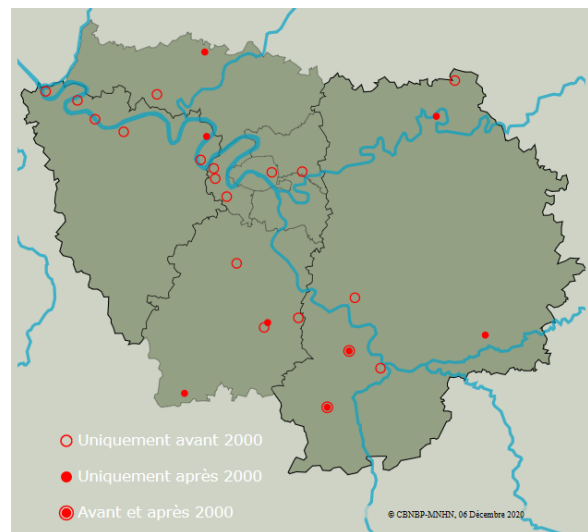 Uniquement avant 2000
Uniquement après 2000
Avant et après 2000
© CBNBP-MNHN, 06 Décembre 2020